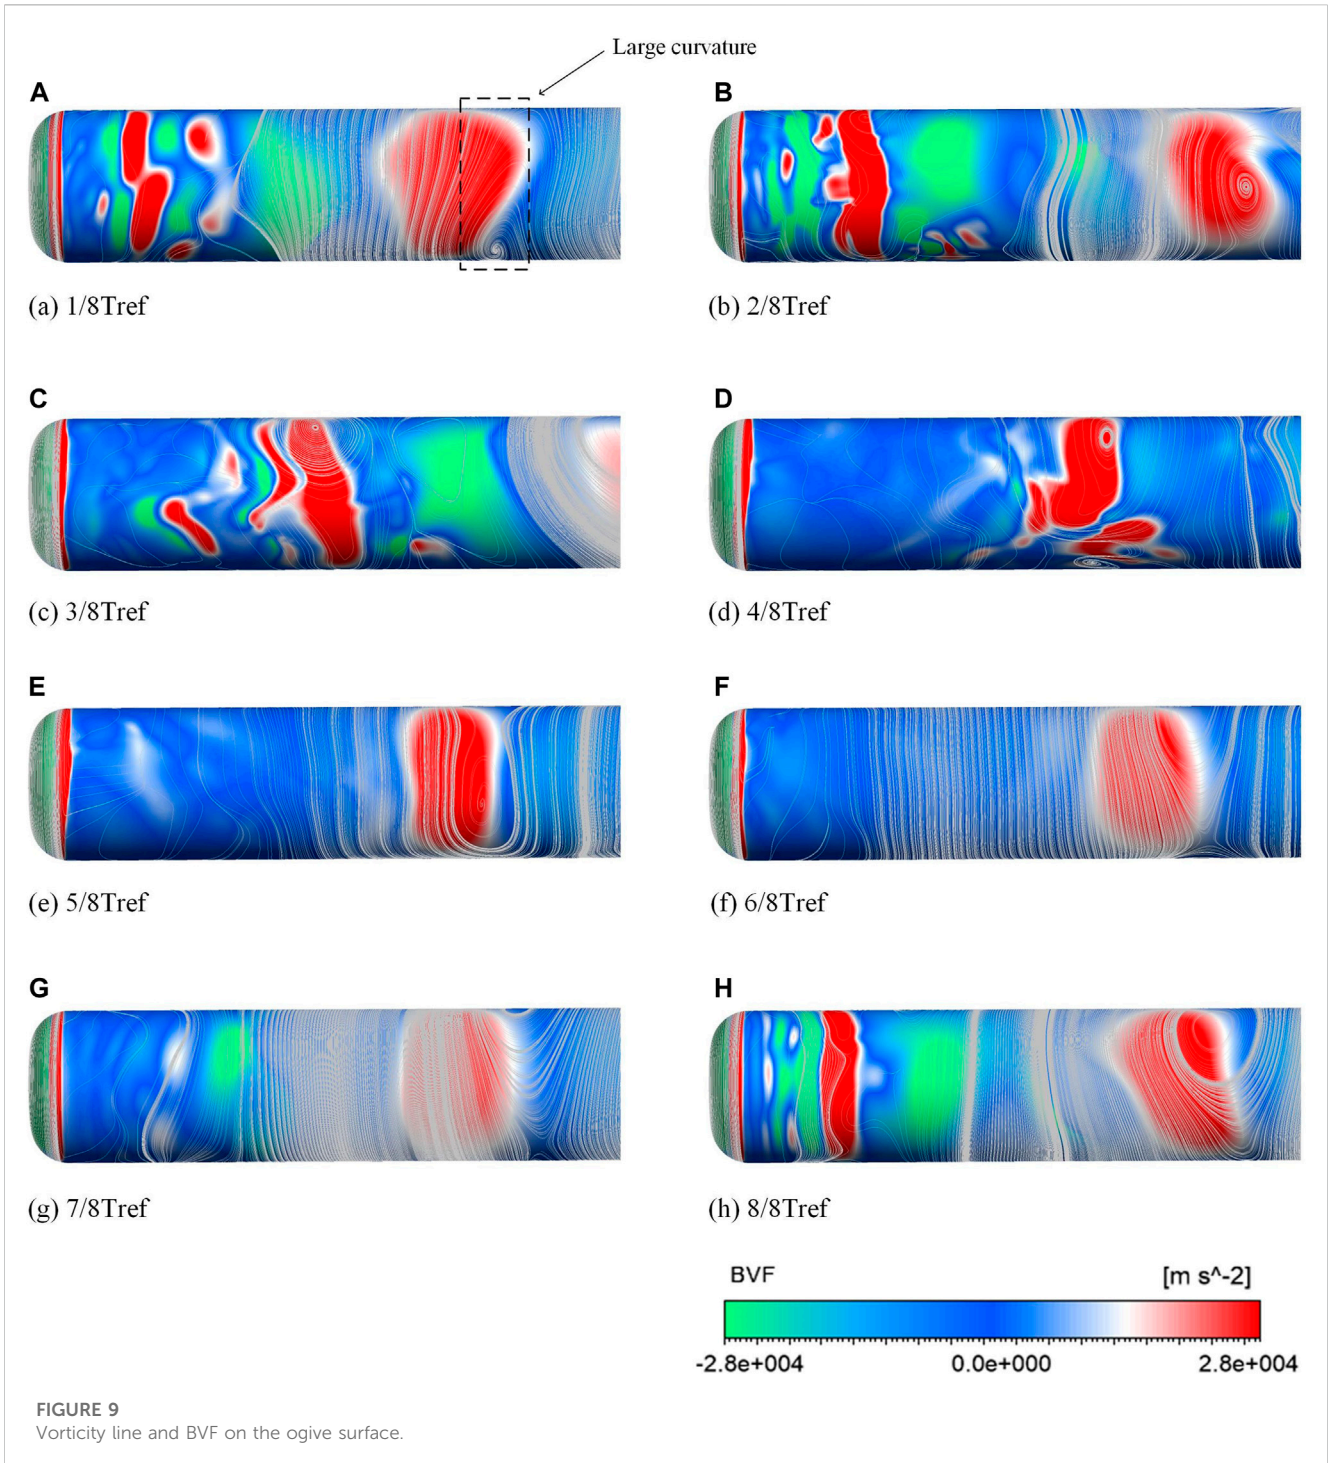 Large curvature
A
B
(a) 1/8Tref
(b) 2/8Tref
C
D
(c) 3/8Tref
(d) 4/8Tref
E
F
(e) 5/8Tref
(f) 6/8Tref
G
H
(g) 7/8Tref
(h) 8/8Tref
BVF [m s^-2]
-2.8e+004 0.0e+000 2.8e+004
FIGURE 9
Vorticity line and BVF on the ogive surface.